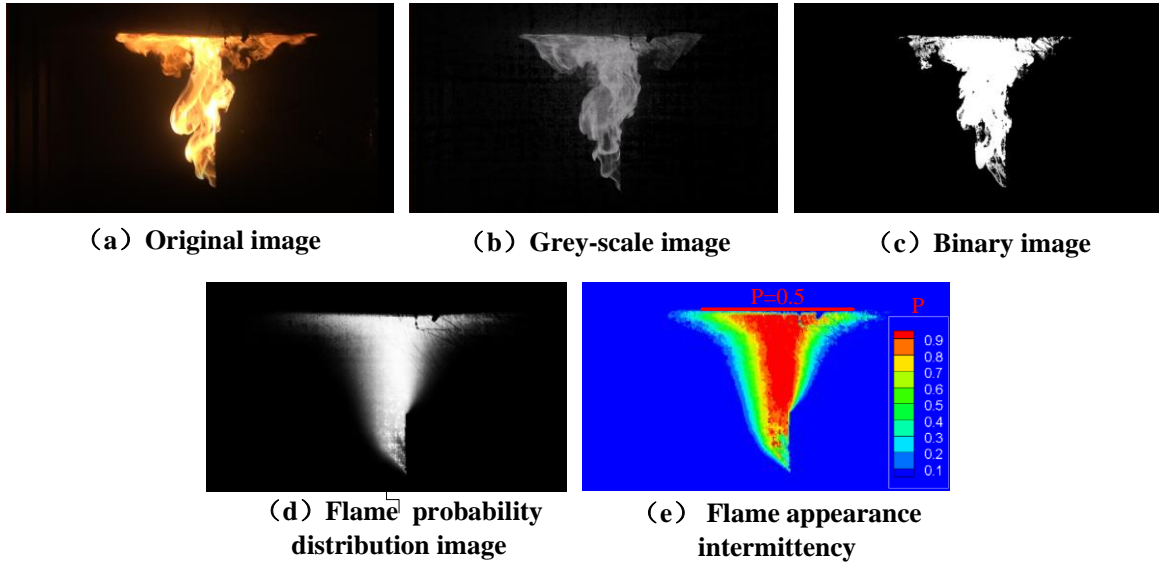 （a）Original image
（b）Grey-scale image
（c）Binary image
P=0.5
P
0.9
0.8
0.7
0.6
0.5
0.4
0.3
0.2
0.1
（d）Flame probability
distribution image
（e） Flame appearance
intermittency